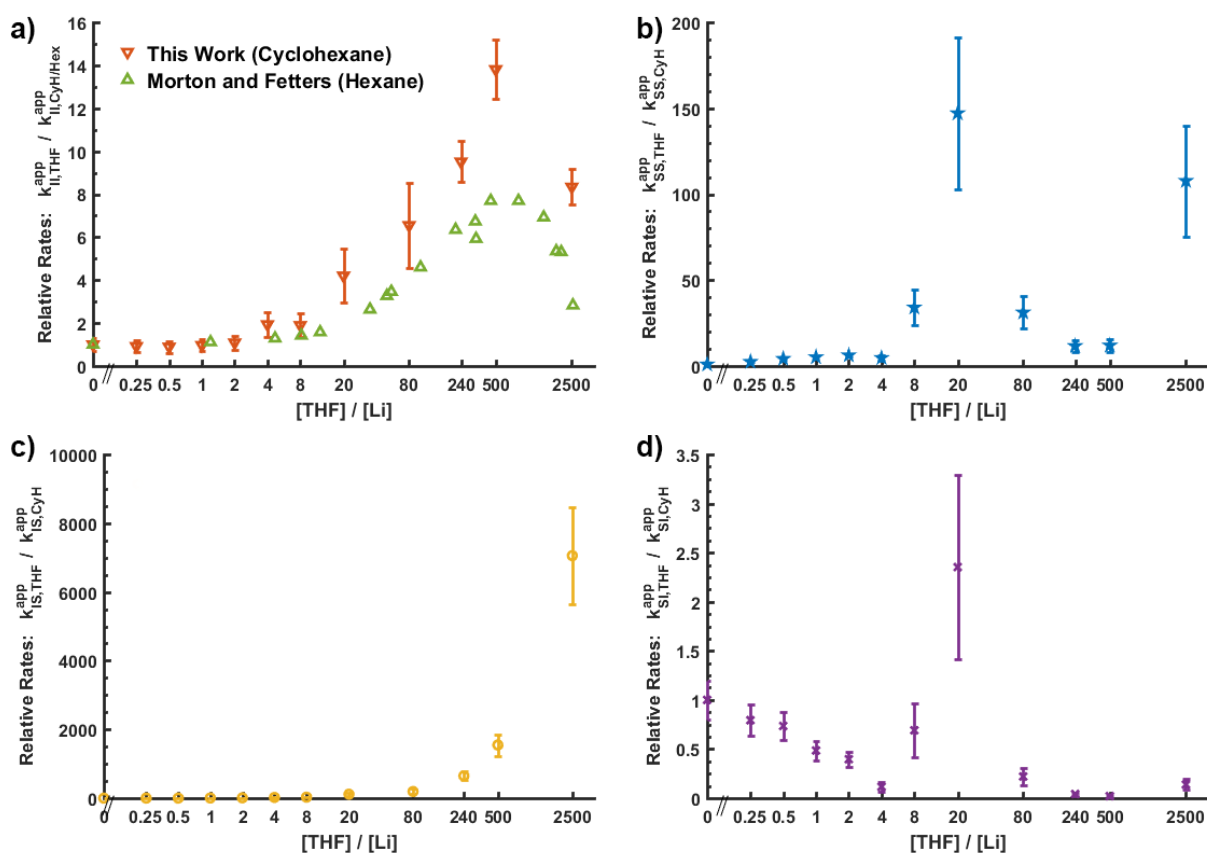 a)
16
14
12
10
8
6
4
2
0
Relative Rates: k^app_II,THF / k^app_II,CyH/Hex
This Work (Cyclohexane)
Morton and Fetters (Hexane)
0 // 0.25 0.5 1 2 4 8 20 80 240 500 2500
[THF] / [Li]
b)
200
150
100
50
0
Relative Rates: k^app_SS,THF / k^app_SS,CyH
0 // 0.25 0.5 1 2 4 8 20 80 240 500 2500
[THF] / [Li]
c)
10000
8000
6000
4000
2000
0
Relative Rates: k^app_IS,THF / k^app_IS,CyH
0 // 0.25 0.5 1 2 4 8 20 80 240 500 2500
[THF] / [Li]
d)
3.5
3
2.5
2
1.5
1
0.5
0
Relative Rates: k^app_SI,THF / k^app_SI,CyH
0 // 0.25 0.5 1 2 4 8 20 80 240 500 2500
[THF] / [Li]